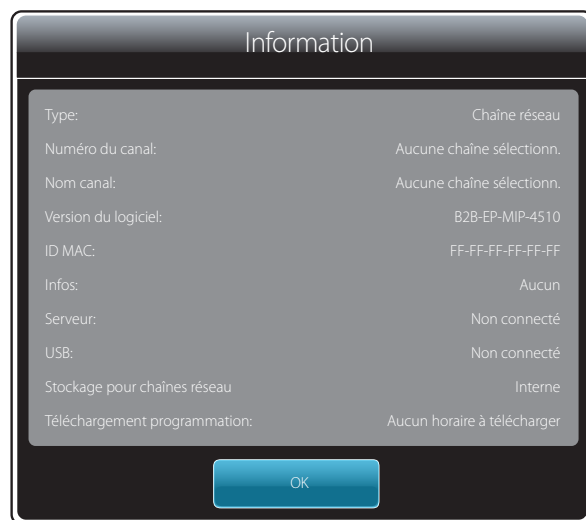 Information
Type: Chaîne réseau
Numéro du canal: Aucune chaîne sélectionn.
Nom canal: Aucune chaîne sélectionn.
Version du logiciel: B2B-EP-MIP-4510
ID MAC: FF-FF-FF-FF-FF-FF
Infos: Aucun
Serveur: Non connecté
USB: Non connecté
Stockage pour chaînes réseau Interne
Téléchargement programmation: Aucun horaire à télécharger
OK